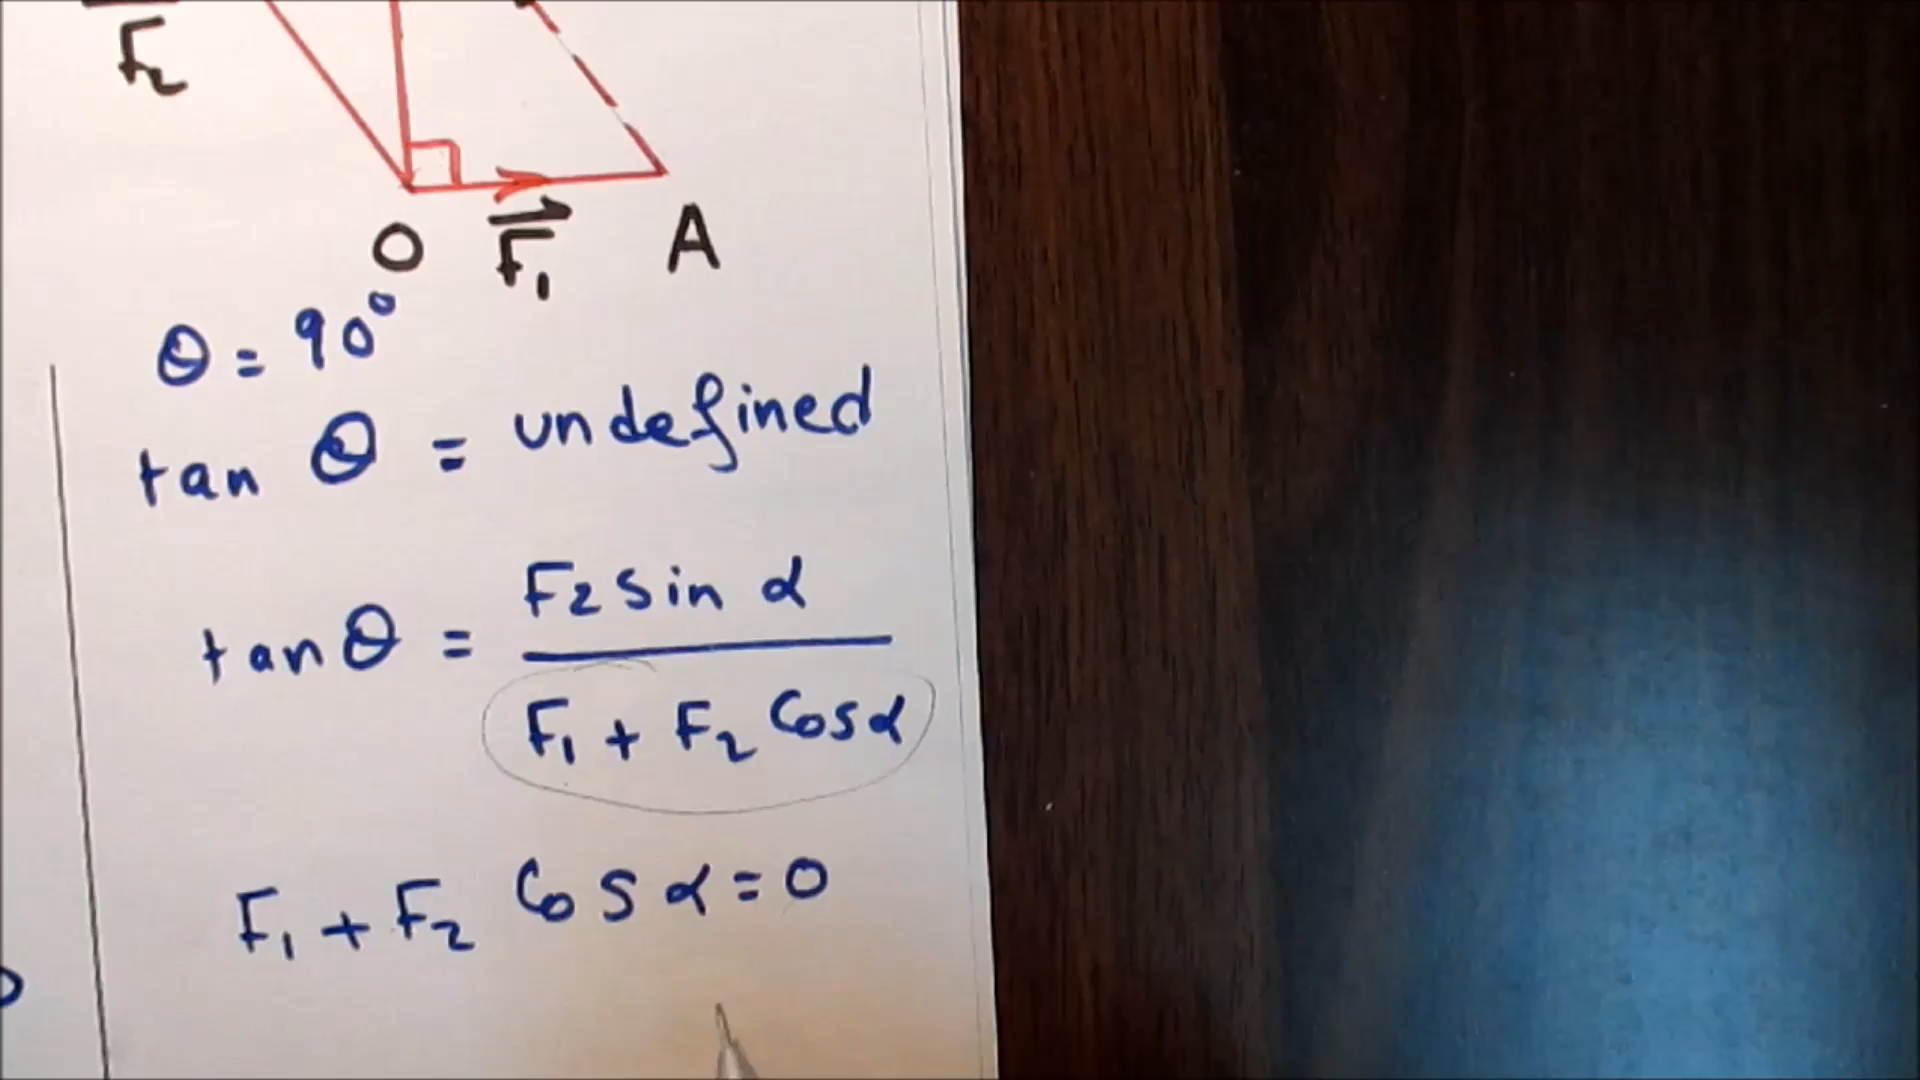 F2
O F1 A
θ = 90°
tan θ = undefined
tan θ = F2 sin α
F1 + F2 Cos α
F1 + F2 Cos α = 0